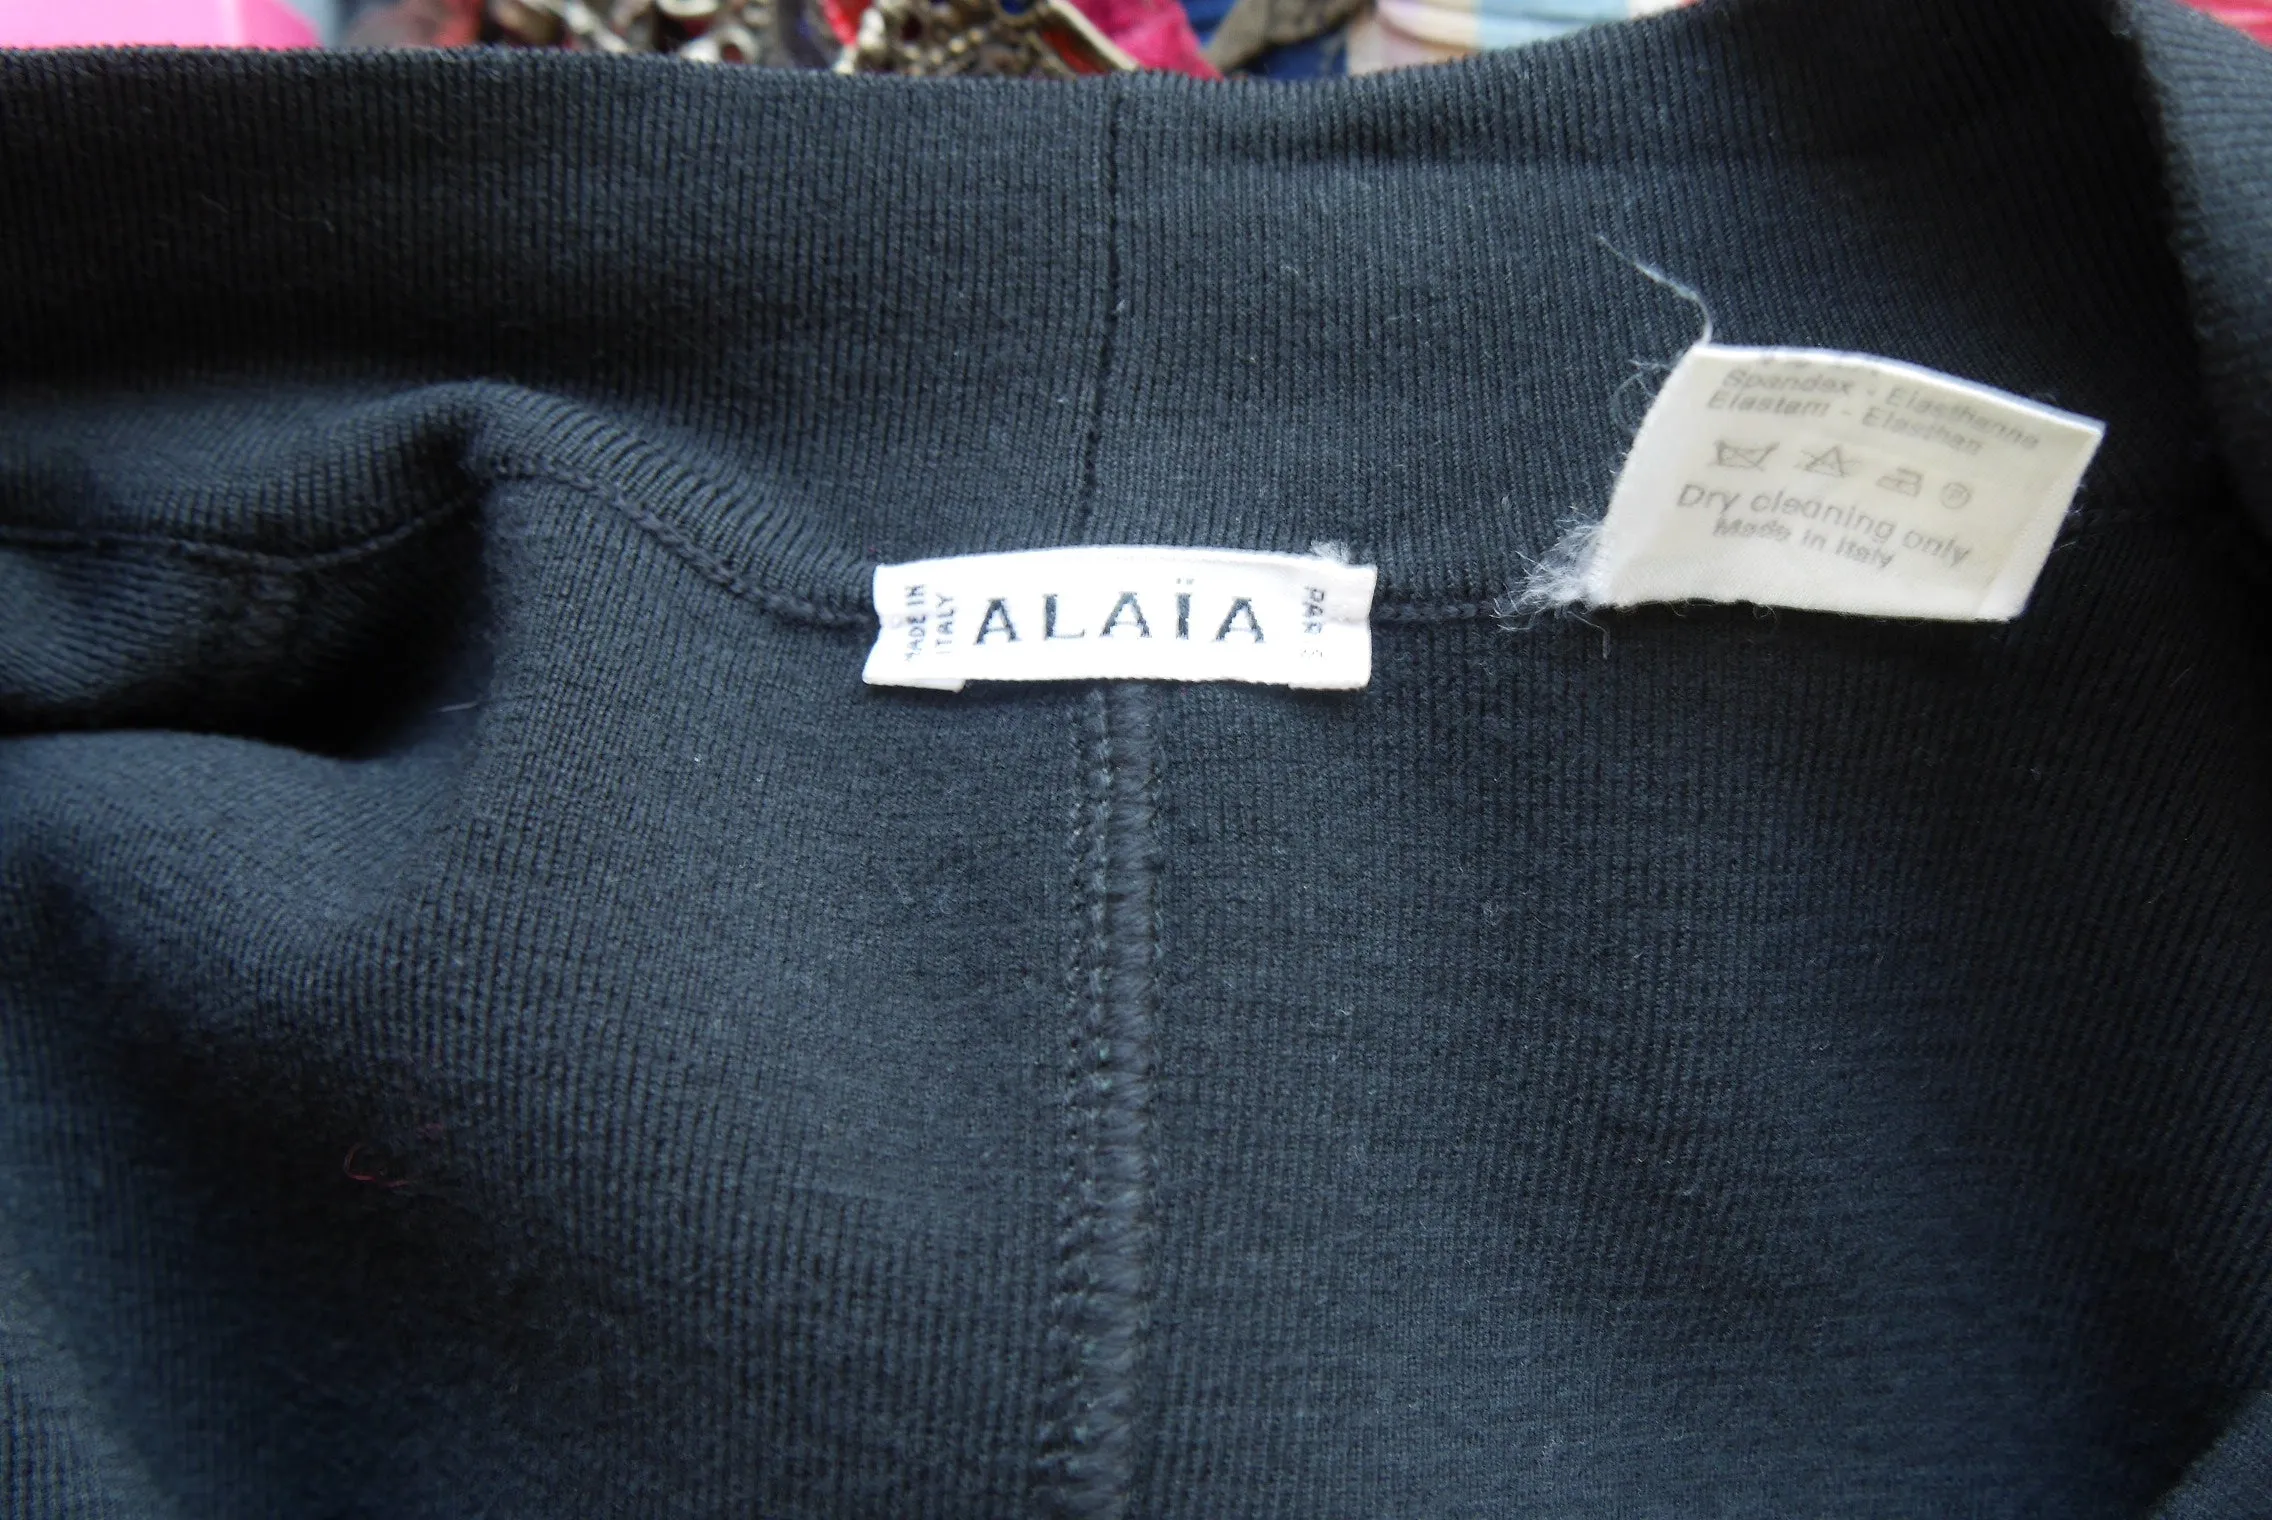 MADE IN
ITALY
ALAÏA
PARIS
Spandex - Elasthanne
Elastam - Elasthan
Dry cleaning only
Made in Italy